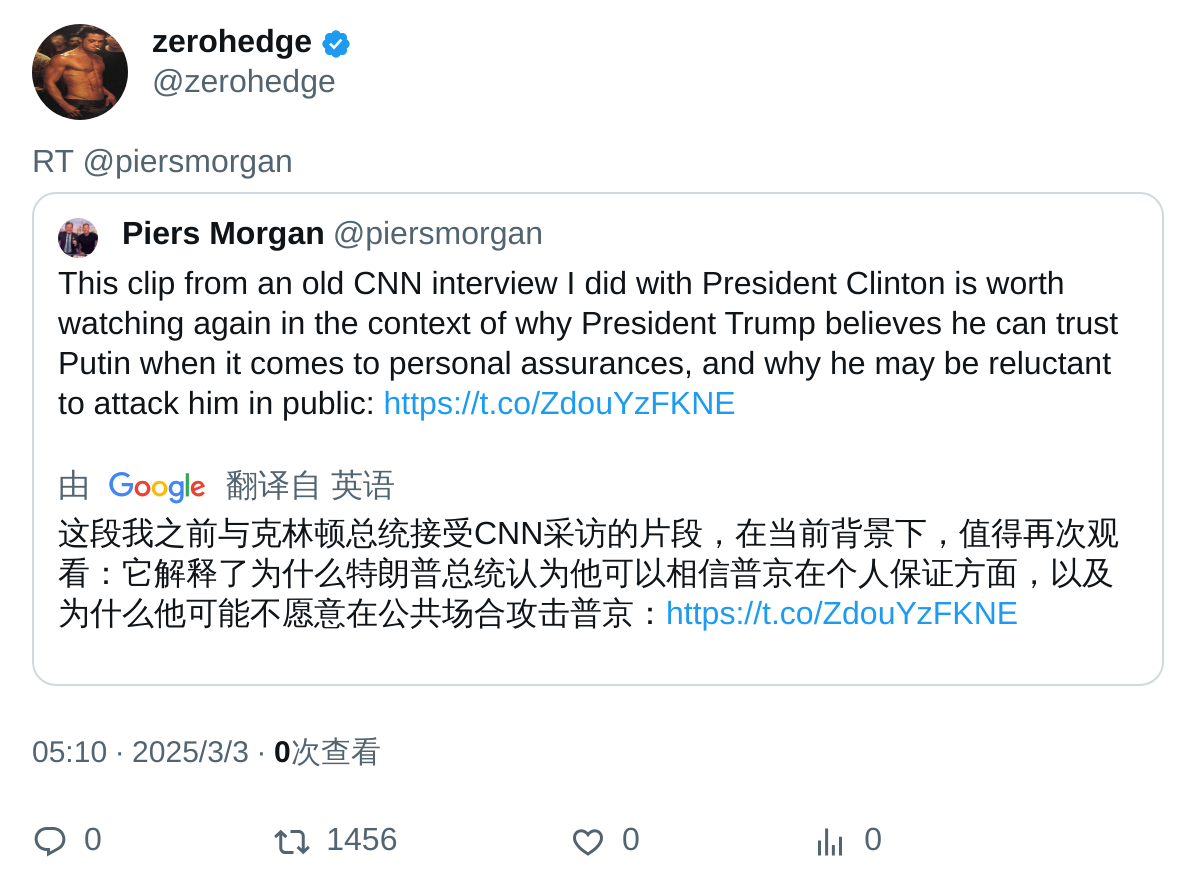 zerohedge
@zerohedge
RT @piersmorgan
Piers Morgan @piersmorgan
This clip from an old CNN interview I did with President Clinton is worth
watching again in the context of why President Trump believes he can trust
Putin when it comes to personal assurances, and why he may be reluctant
to attack him in public: https://t.co/ZdouYzFKNE
由 Google 翻译自 英语
这段我之前与克林顿总统接受CNN采访的片段，在当前背景下，值得再次观
看：它解释了为什么特朗普总统认为他可以相信普京在个人保证方面，以及
为什么他可能不愿意在公共场合攻击普京：https://t.co/ZdouYzFKNE
05:10 · 2025/3/3 · 0次查看
0 1456 0 0